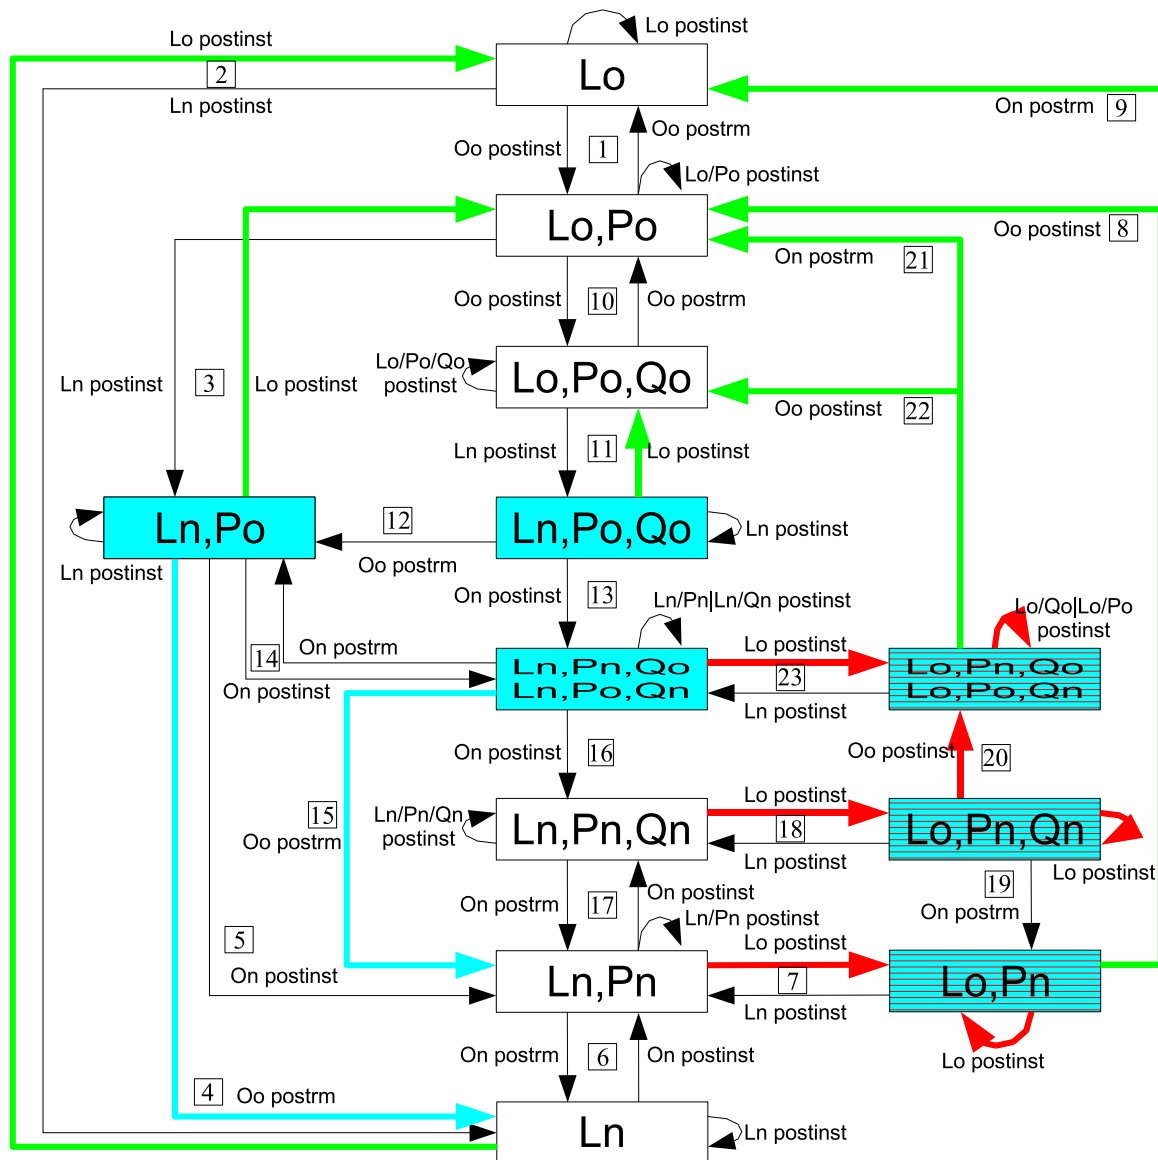 Lo postinst
Lo postinst
2
Ln postinst
Lo
On postrm 9
Oo postinst 1 Oo postrm
Lo/Po postinst
Lo,Po
Oo postinst 8
On postrm 21
Oo postinst 10 Oo postrm
Ln postinst 3 Lo postinst
Lo/Po/Qo
postinst
Lo,Po,Qo
Oo postinst 22
Ln postinst 11 Lo postinst
Ln,Po
12
Oo postrm
Ln,Po,Qo
Ln postinst
Ln postinst
On postinst 13
Ln/Pn|Ln/Qn postinst
Lo/Qo|Lo/Po
postinst
14 On postrm
On postinst
Ln,Pn,Qo
Ln,Po,Qn
Lo postinst
23
Ln postinst
Lo,Pn,Qo
Lo,Po,Qn
On postinst 16
Oo postinst 20
15
Oo postrm
Ln/Pn/Qn
postinst
Ln,Pn,Qn
Lo postinst
18
Ln postinst
Lo,Pn,Qn
Lo postinst
On postrm 17 On postinst
Ln/Pn postinst
19
On postrm
5
On postinst
Ln,Pn
Lo postinst
7
Ln postinst
Lo,Pn
Lo postinst
On postrm 6 On postinst
4 Oo postrm
Ln
Ln postinst